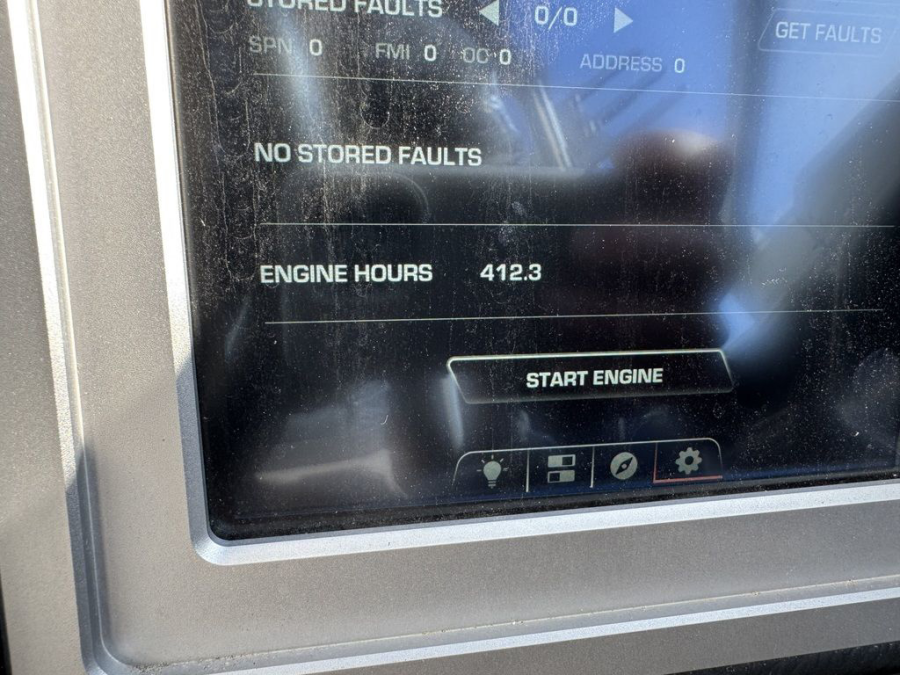 STORED FAULTS 0/0 GET FAULTS
SPN 0 FMI 0 OC 0 ADDRESS 0
NO STORED FAULTS
ENGINE HOURS 412.3
START ENGINE